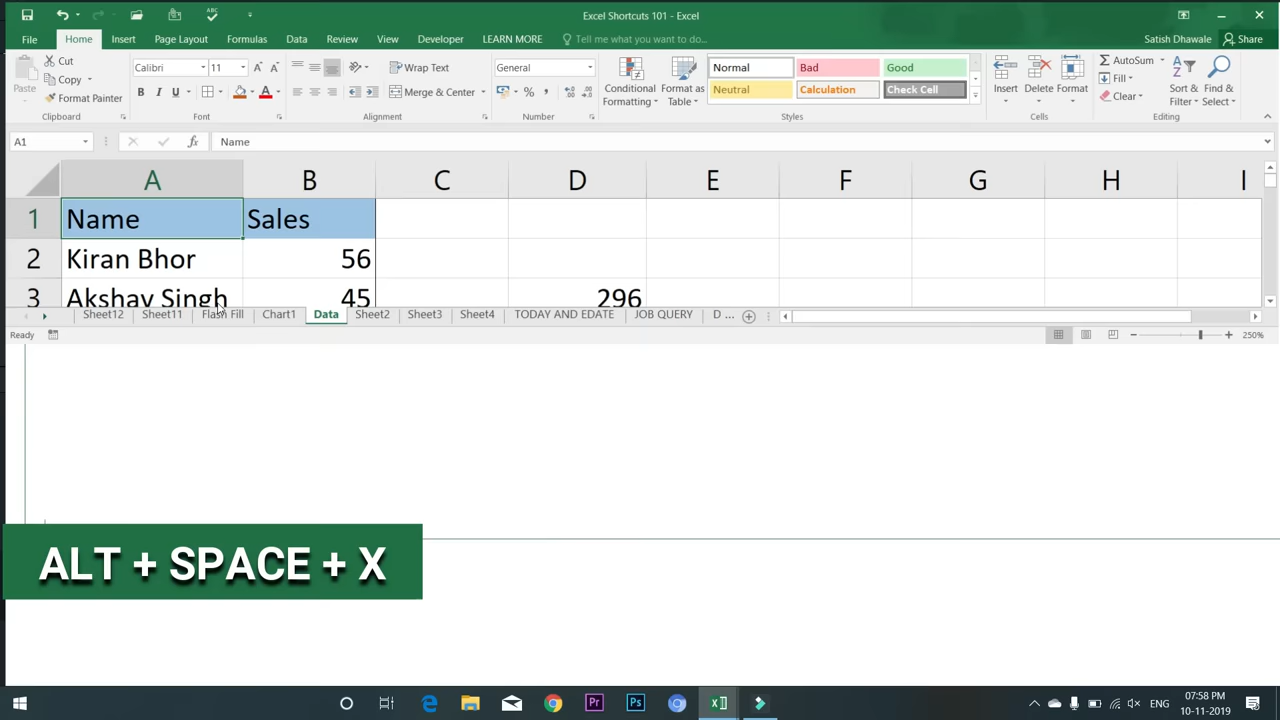 Excel Shortcuts 101 - Excel
File Home Insert Page Layout Formulas Data Review View Developer LEARN MORE Tell me what you want to do... Satish Dhawale Share
Paste
Cut
Copy
Format Painter
Clipboard
Calibri 11
B I U
Font
Wrap Text
Merge & Center
Alignment
General
%
Number
Conditional
Formatting
Format as
Table
Normal Bad Good
Neutral Calculation Check Cell
Styles
Insert Delete Format
Cells
AutoSum
Fill
Clear
Sort &
Filter
Find &
Select
Editing
A1 fx Name
A B C D E F G H I
1 Name Sales
2 Kiran Bhor 56
3 Akshay Singh 45 296
Sheet12 Sheet11 Flash Fill Chart1 Data Sheet2 Sheet3 Sheet4 TODAY AND EDATE JOB QUERY D ...
Ready 250%
ALT + SPACE + X
Pr Ps ENG 07:58 PM
10-11-2019